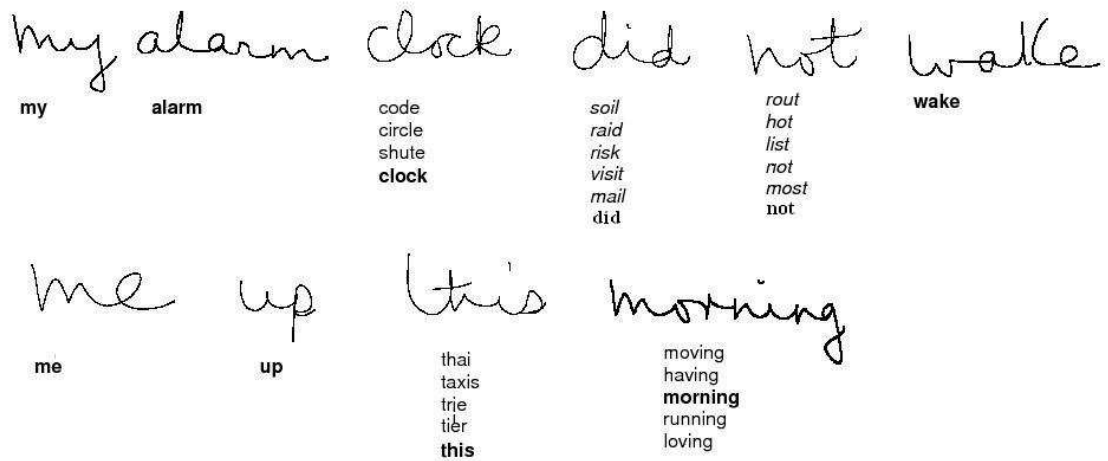 my alarm clock did not wake
my alarm code soil rout wake
circle raid hot
shute risk list
clock visit not
mail most
did not
me up this morning
me up thai moving
taxis having
trie morning
tier running
this loving